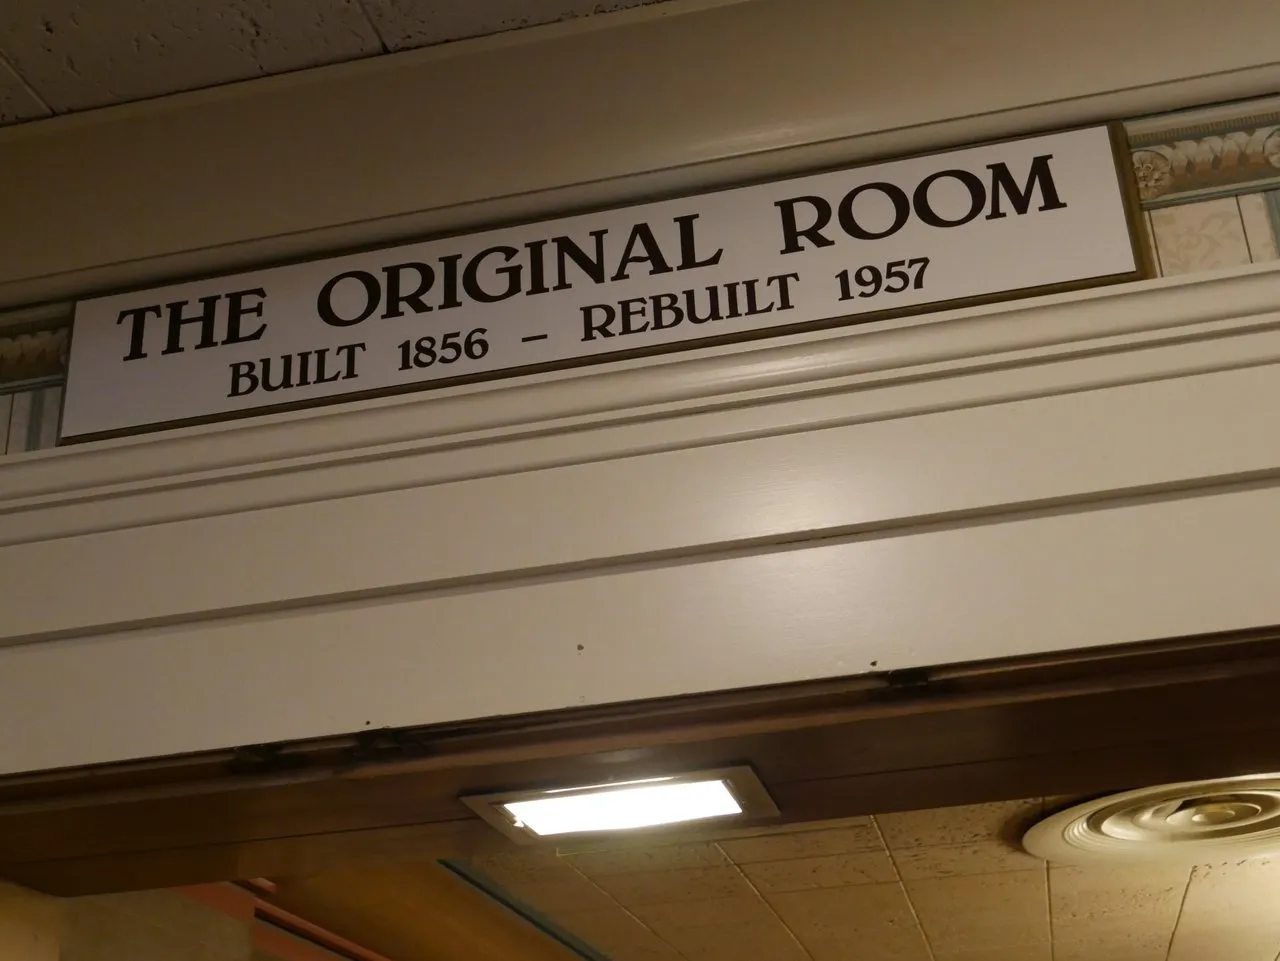 THE ORIGINAL ROOM
BUILT 1856 – REBUILT 1957